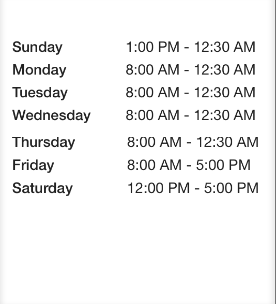 Sunday 1:00 PM - 12:30 AM
Monday 8:00 AM - 12:30 AM
Tuesday 8:00 AM - 12:30 AM
Wednesday 8:00 AM - 12:30 AM
Thursday 8:00 AM - 12:30 AM
Friday 8:00 AM - 5:00 PM
Saturday 12:00 PM - 5:00 PM